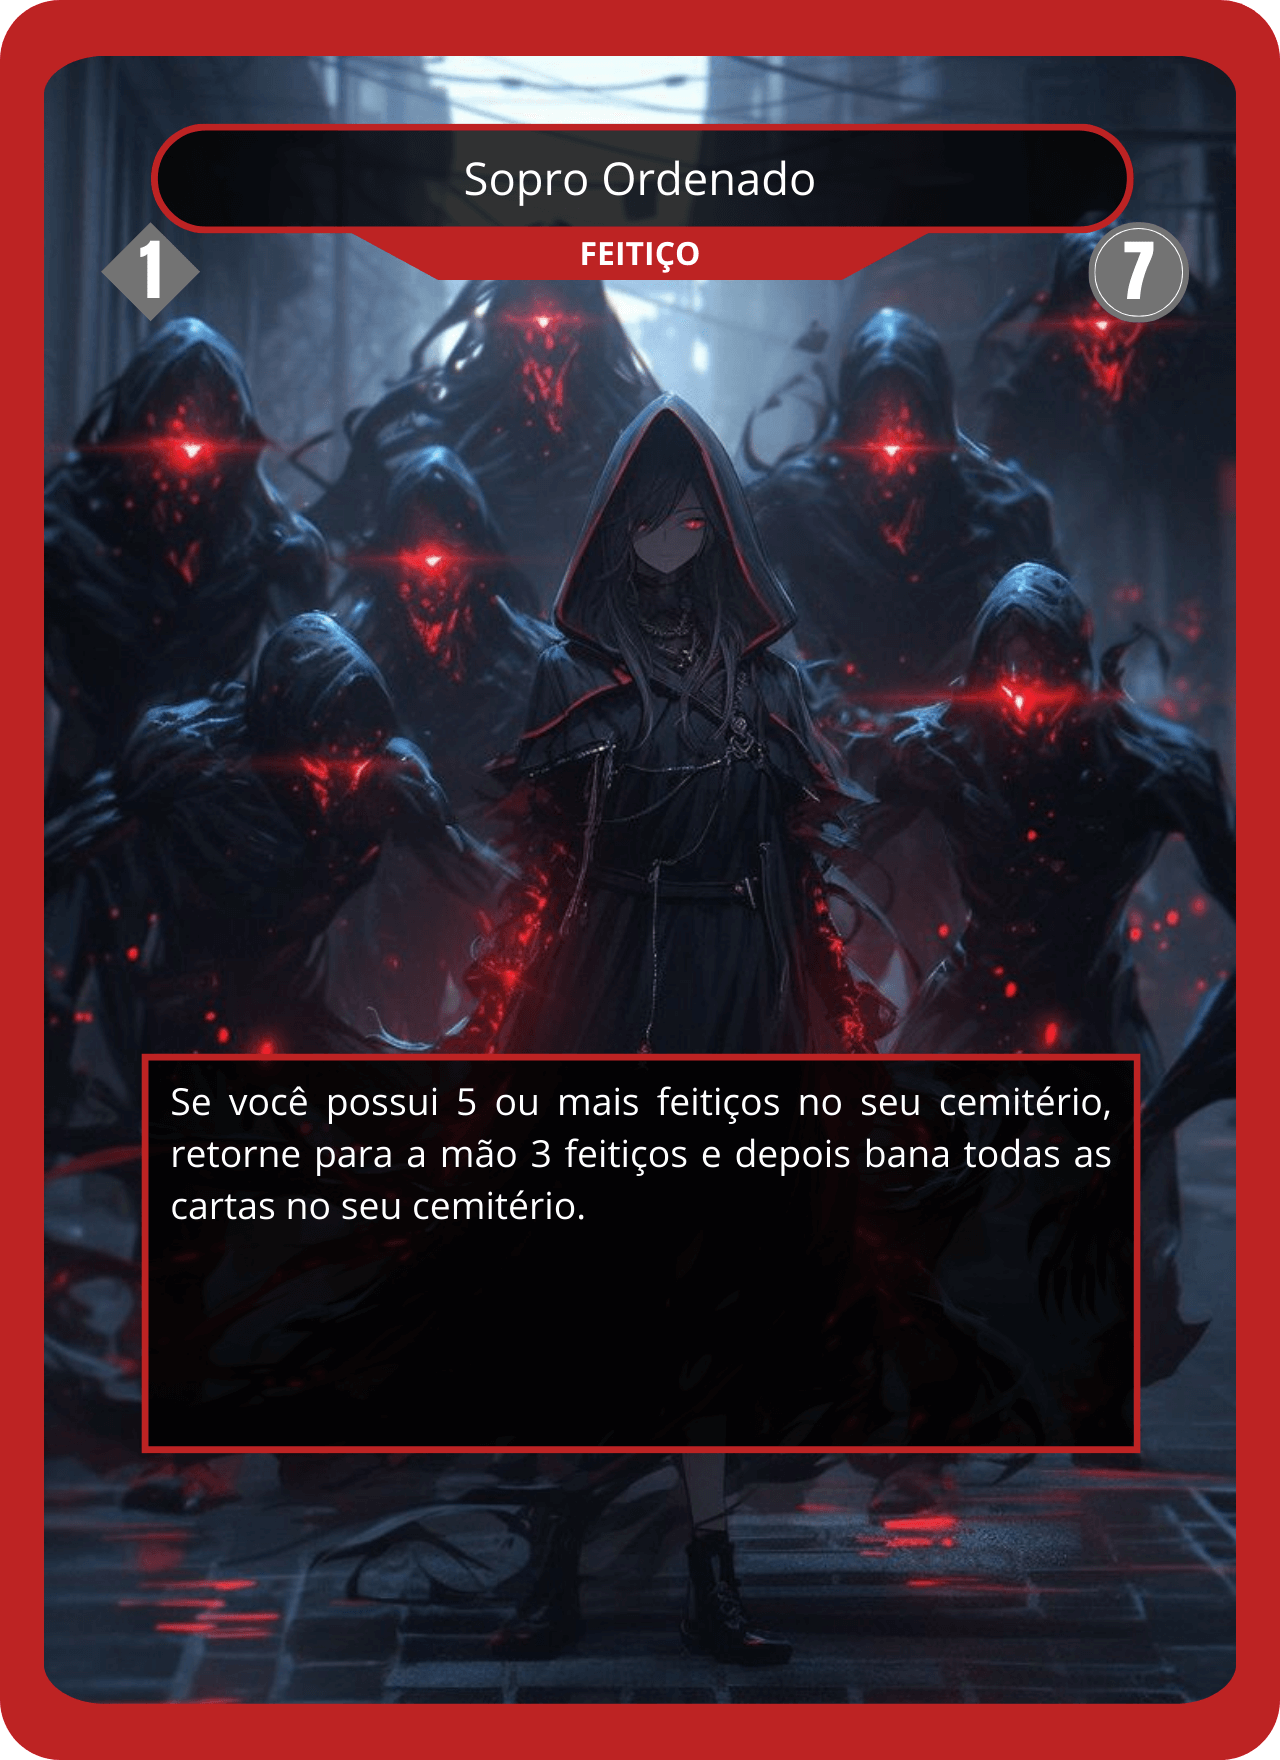 Sopro Ordenado
FEITIÇO
1
7
Se você possui 5 ou mais feitiços no seu cemitério,
retorne para a mão 3 feitiços e depois bana todas as
cartas no seu cemitério.